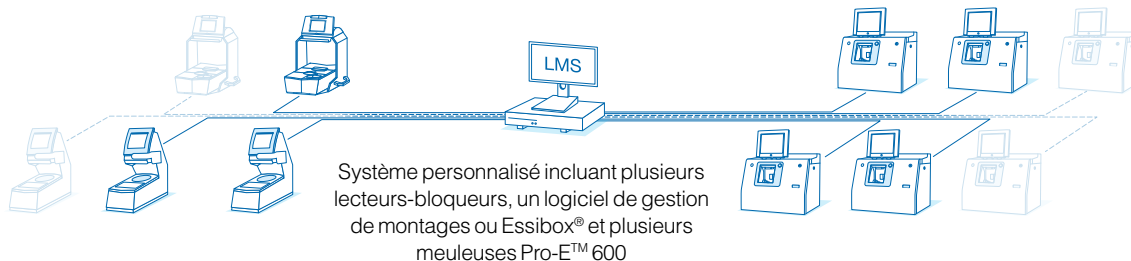 LMS
Système personnalisé incluant plusieurs
lecteurs-bloqueurs, un logiciel de gestion
de montages ou Essibox® et plusieurs
meuleuses Pro-E™ 600